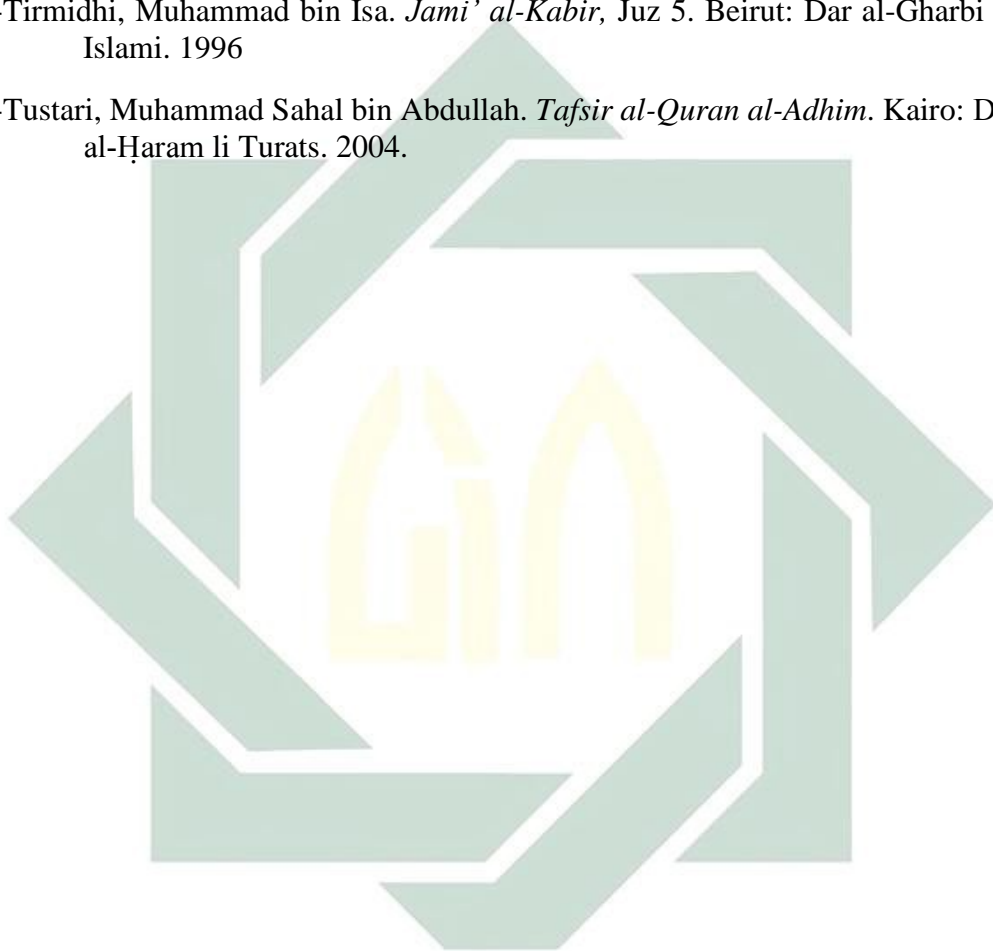 -Tirmidhi, Muhammad bin Isa. Jami’ al-Kabir, Juz 5. Beirut: Dar al-Gharbi
Islami. 1996
-Tustari, Muhammad Sahal bin Abdullah. Tafsir al-Quran al-Adhim. Kairo: D
al-Ḥaram li Turats. 2004.